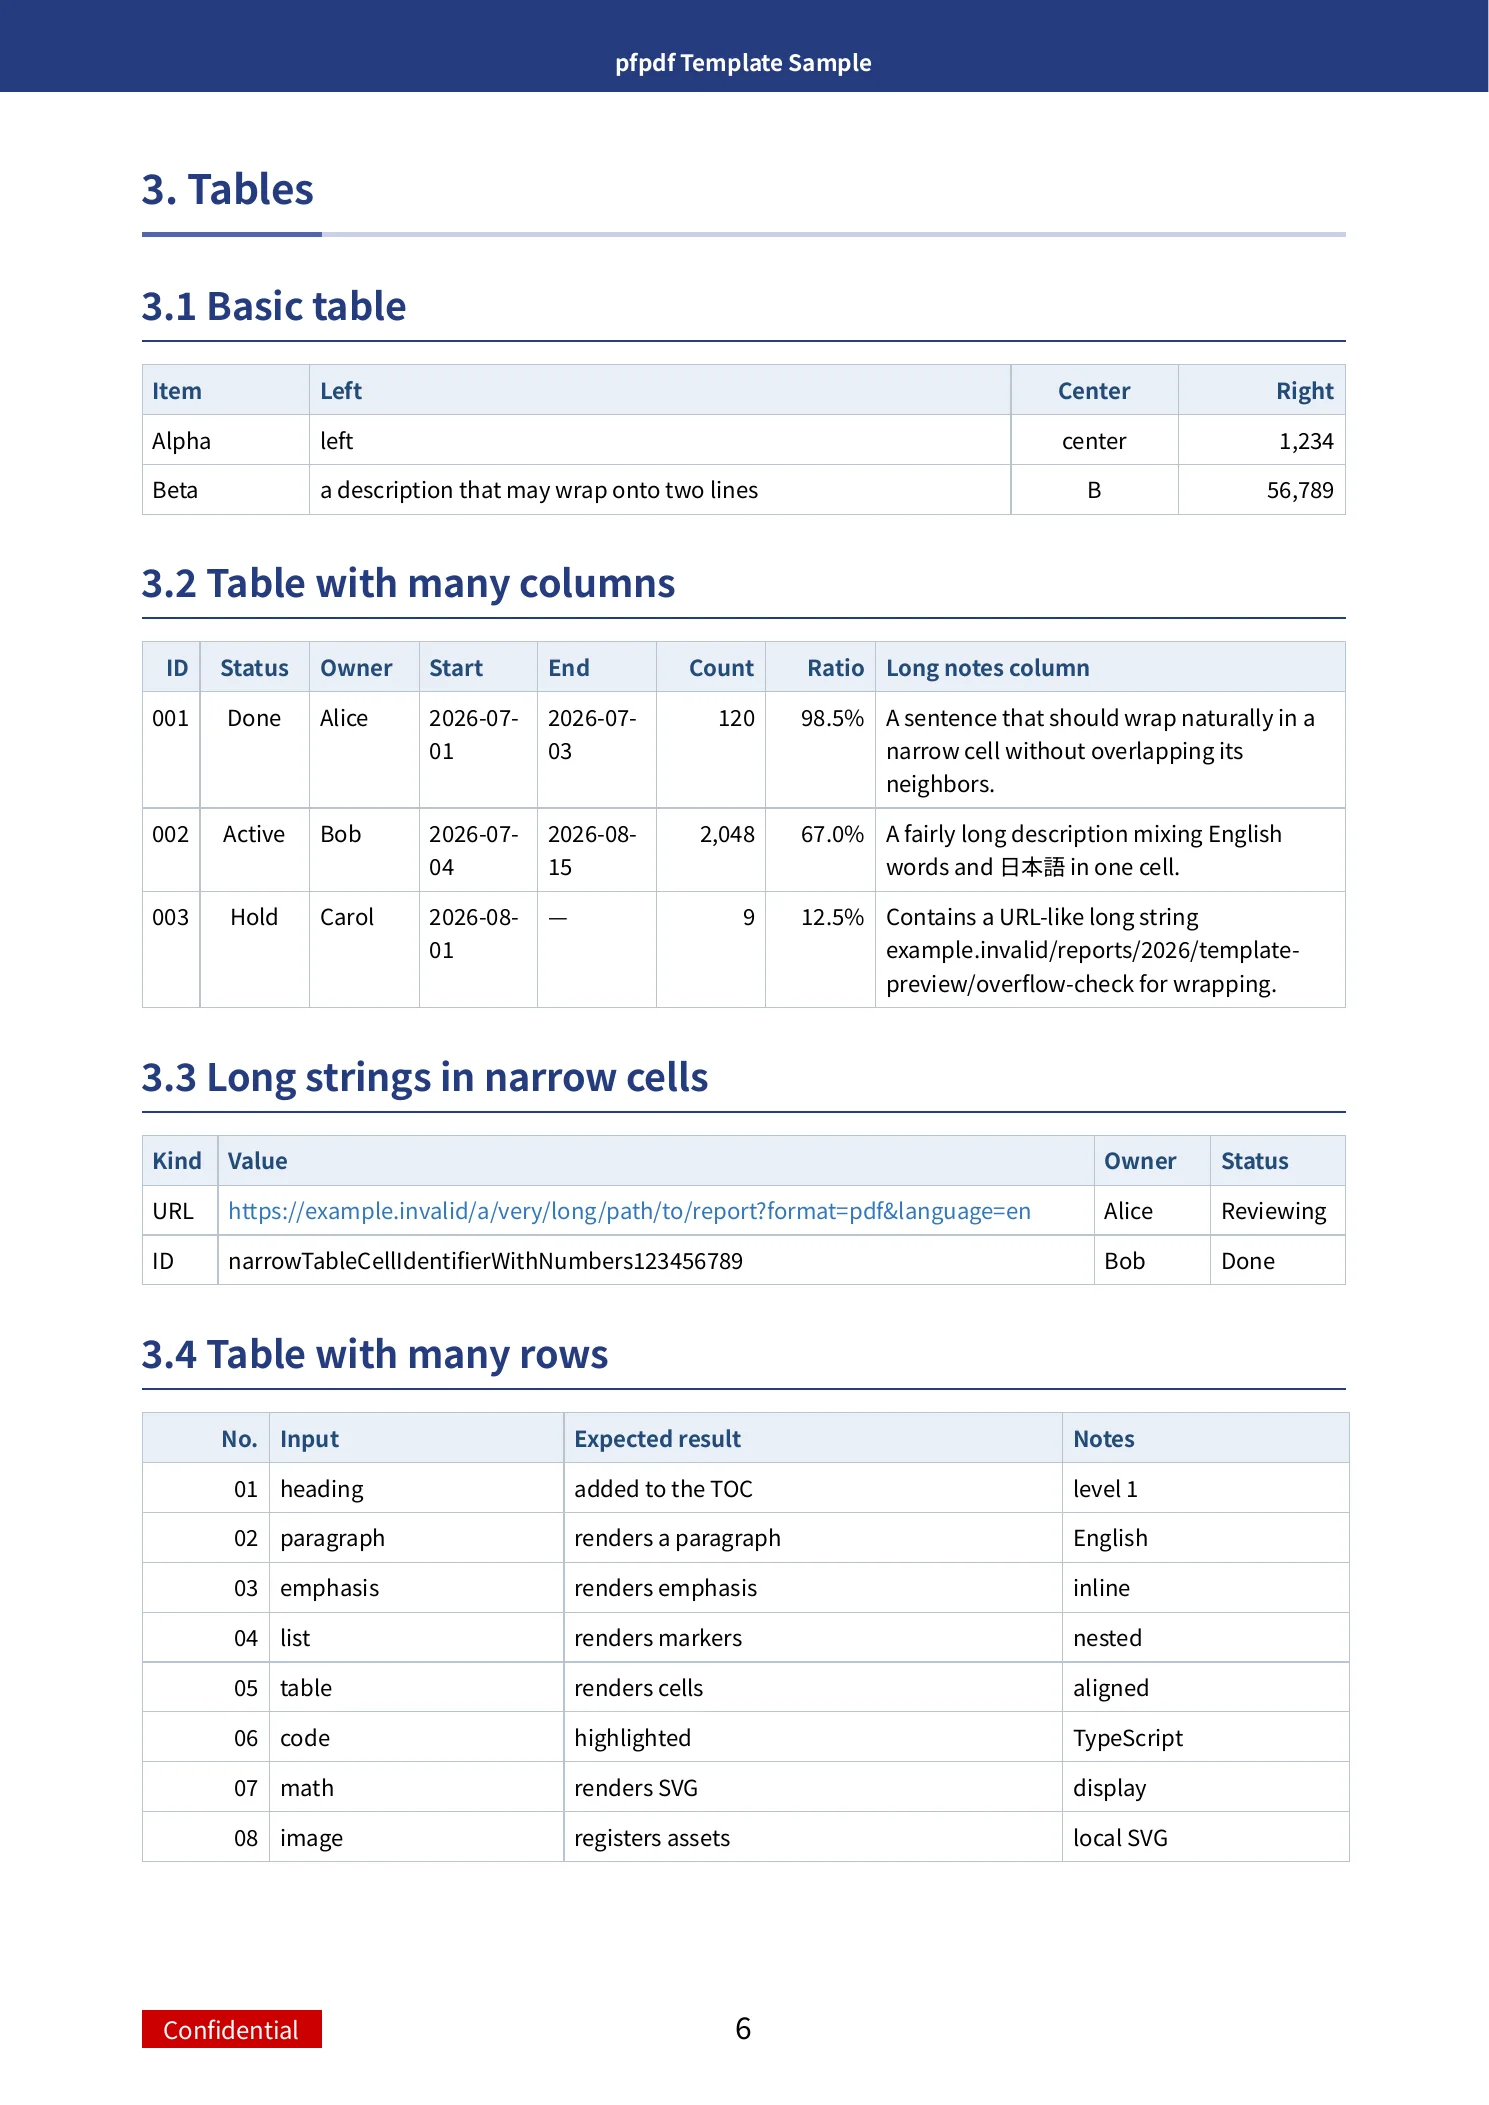 pfpdf Template Sample
3. Tables
3.1 Basic table
Item Left Center Right
Alpha left center 1,234
Beta a description that may wrap onto two lines B 56,789
3.2 Table with many columns
ID Status Owner Start End Count Ratio Long notes column
001 Done Alice 2026-07- 2026-07- 120 98.5% A sentence that should wrap naturally in a
01 03 narrow cell without overlapping its
neighbors.
002 Active Bob 2026-07- 2026-08- 2,048 67.0% A fairly long description mixing English
04 15 words and 日本語 in one cell.
003 Hold Carol 2026-08- — 9 12.5% Contains a URL-like long string
01 example.invalid/reports/2026/template-
preview/overflow-check for wrapping.
3.3 Long strings in narrow cells
Kind Value Owner Status
URL https://example.invalid/a/very/long/path/to/report?format=pdf&language=en Alice Reviewing
ID narrowTableCellIdentifierWithNumbers123456789 Bob Done
3.4 Table with many rows
No. Input Expected result Notes
01 heading added to the TOC level 1
02 paragraph renders a paragraph English
03 emphasis renders emphasis inline
04 list renders markers nested
05 table renders cells aligned
06 code highlighted TypeScript
07 math renders SVG display
08 image registers assets local SVG
Confidential 6